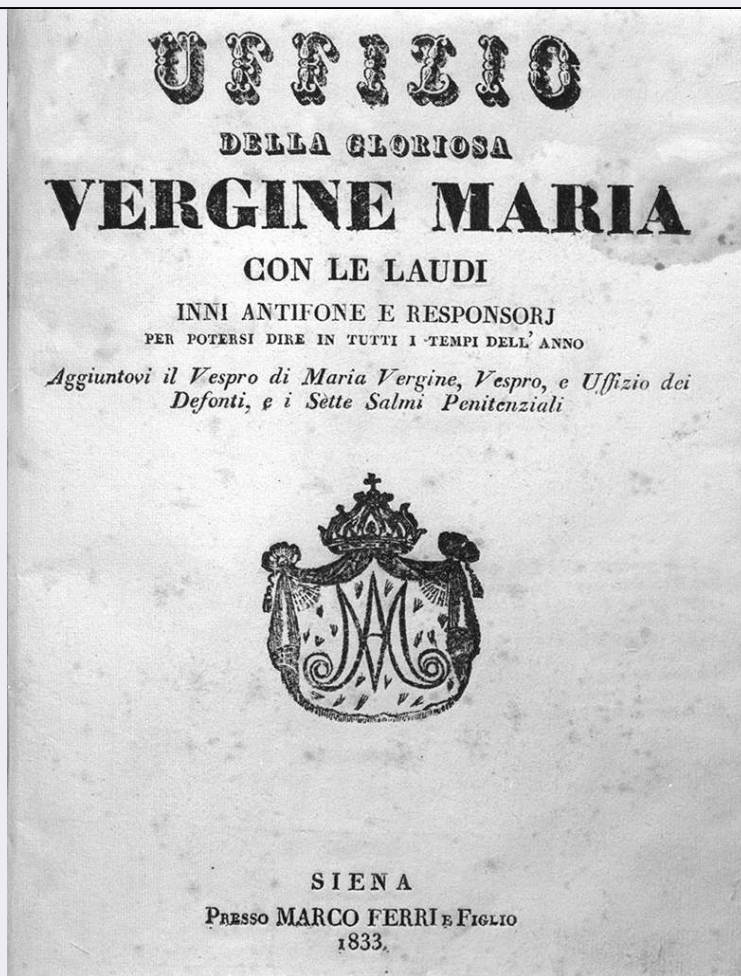 UFFIZIO
DELLA GLORIOSA
VERGINE MARIA
CON LE LAUDI
INNI ANTIFONE E RESPONSORJ
PER POTERSI DIRE IN TUTTI I TEMPI DELL' ANNO
Aggiuntovi il Vespro di Maria Vergine, Vespro, e Uffizio dei
Defonti, e i Sette Salmi Penitenziali
SIENA
PRESSO MARCO FERRI E FIGLIO
1833.